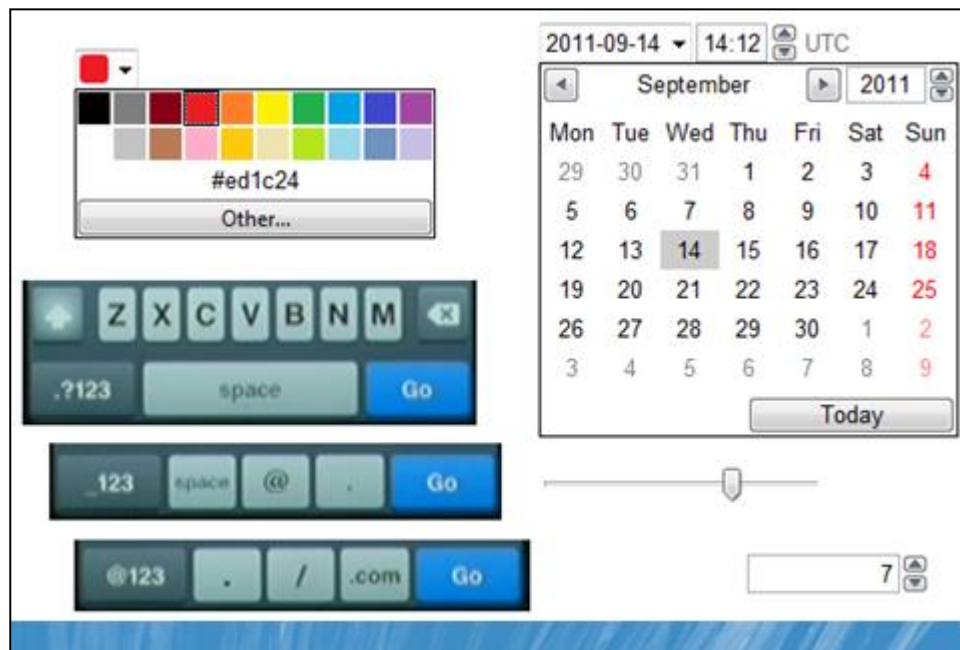 #ed1c24
Other...
Z X C V B N M
.?123 space Go
_123 space @ . Go
@123 . / .com Go
2011-09-14 14:12 UTC
September 2011
Mon Tue Wed Thu Fri Sat Sun
29 30 31 1 2 3 4
5 6 7 8 9 10 11
12 13 14 15 16 17 18
19 20 21 22 23 24 25
26 27 28 29 30 1 2
3 4 5 6 7 8 9
Today
7